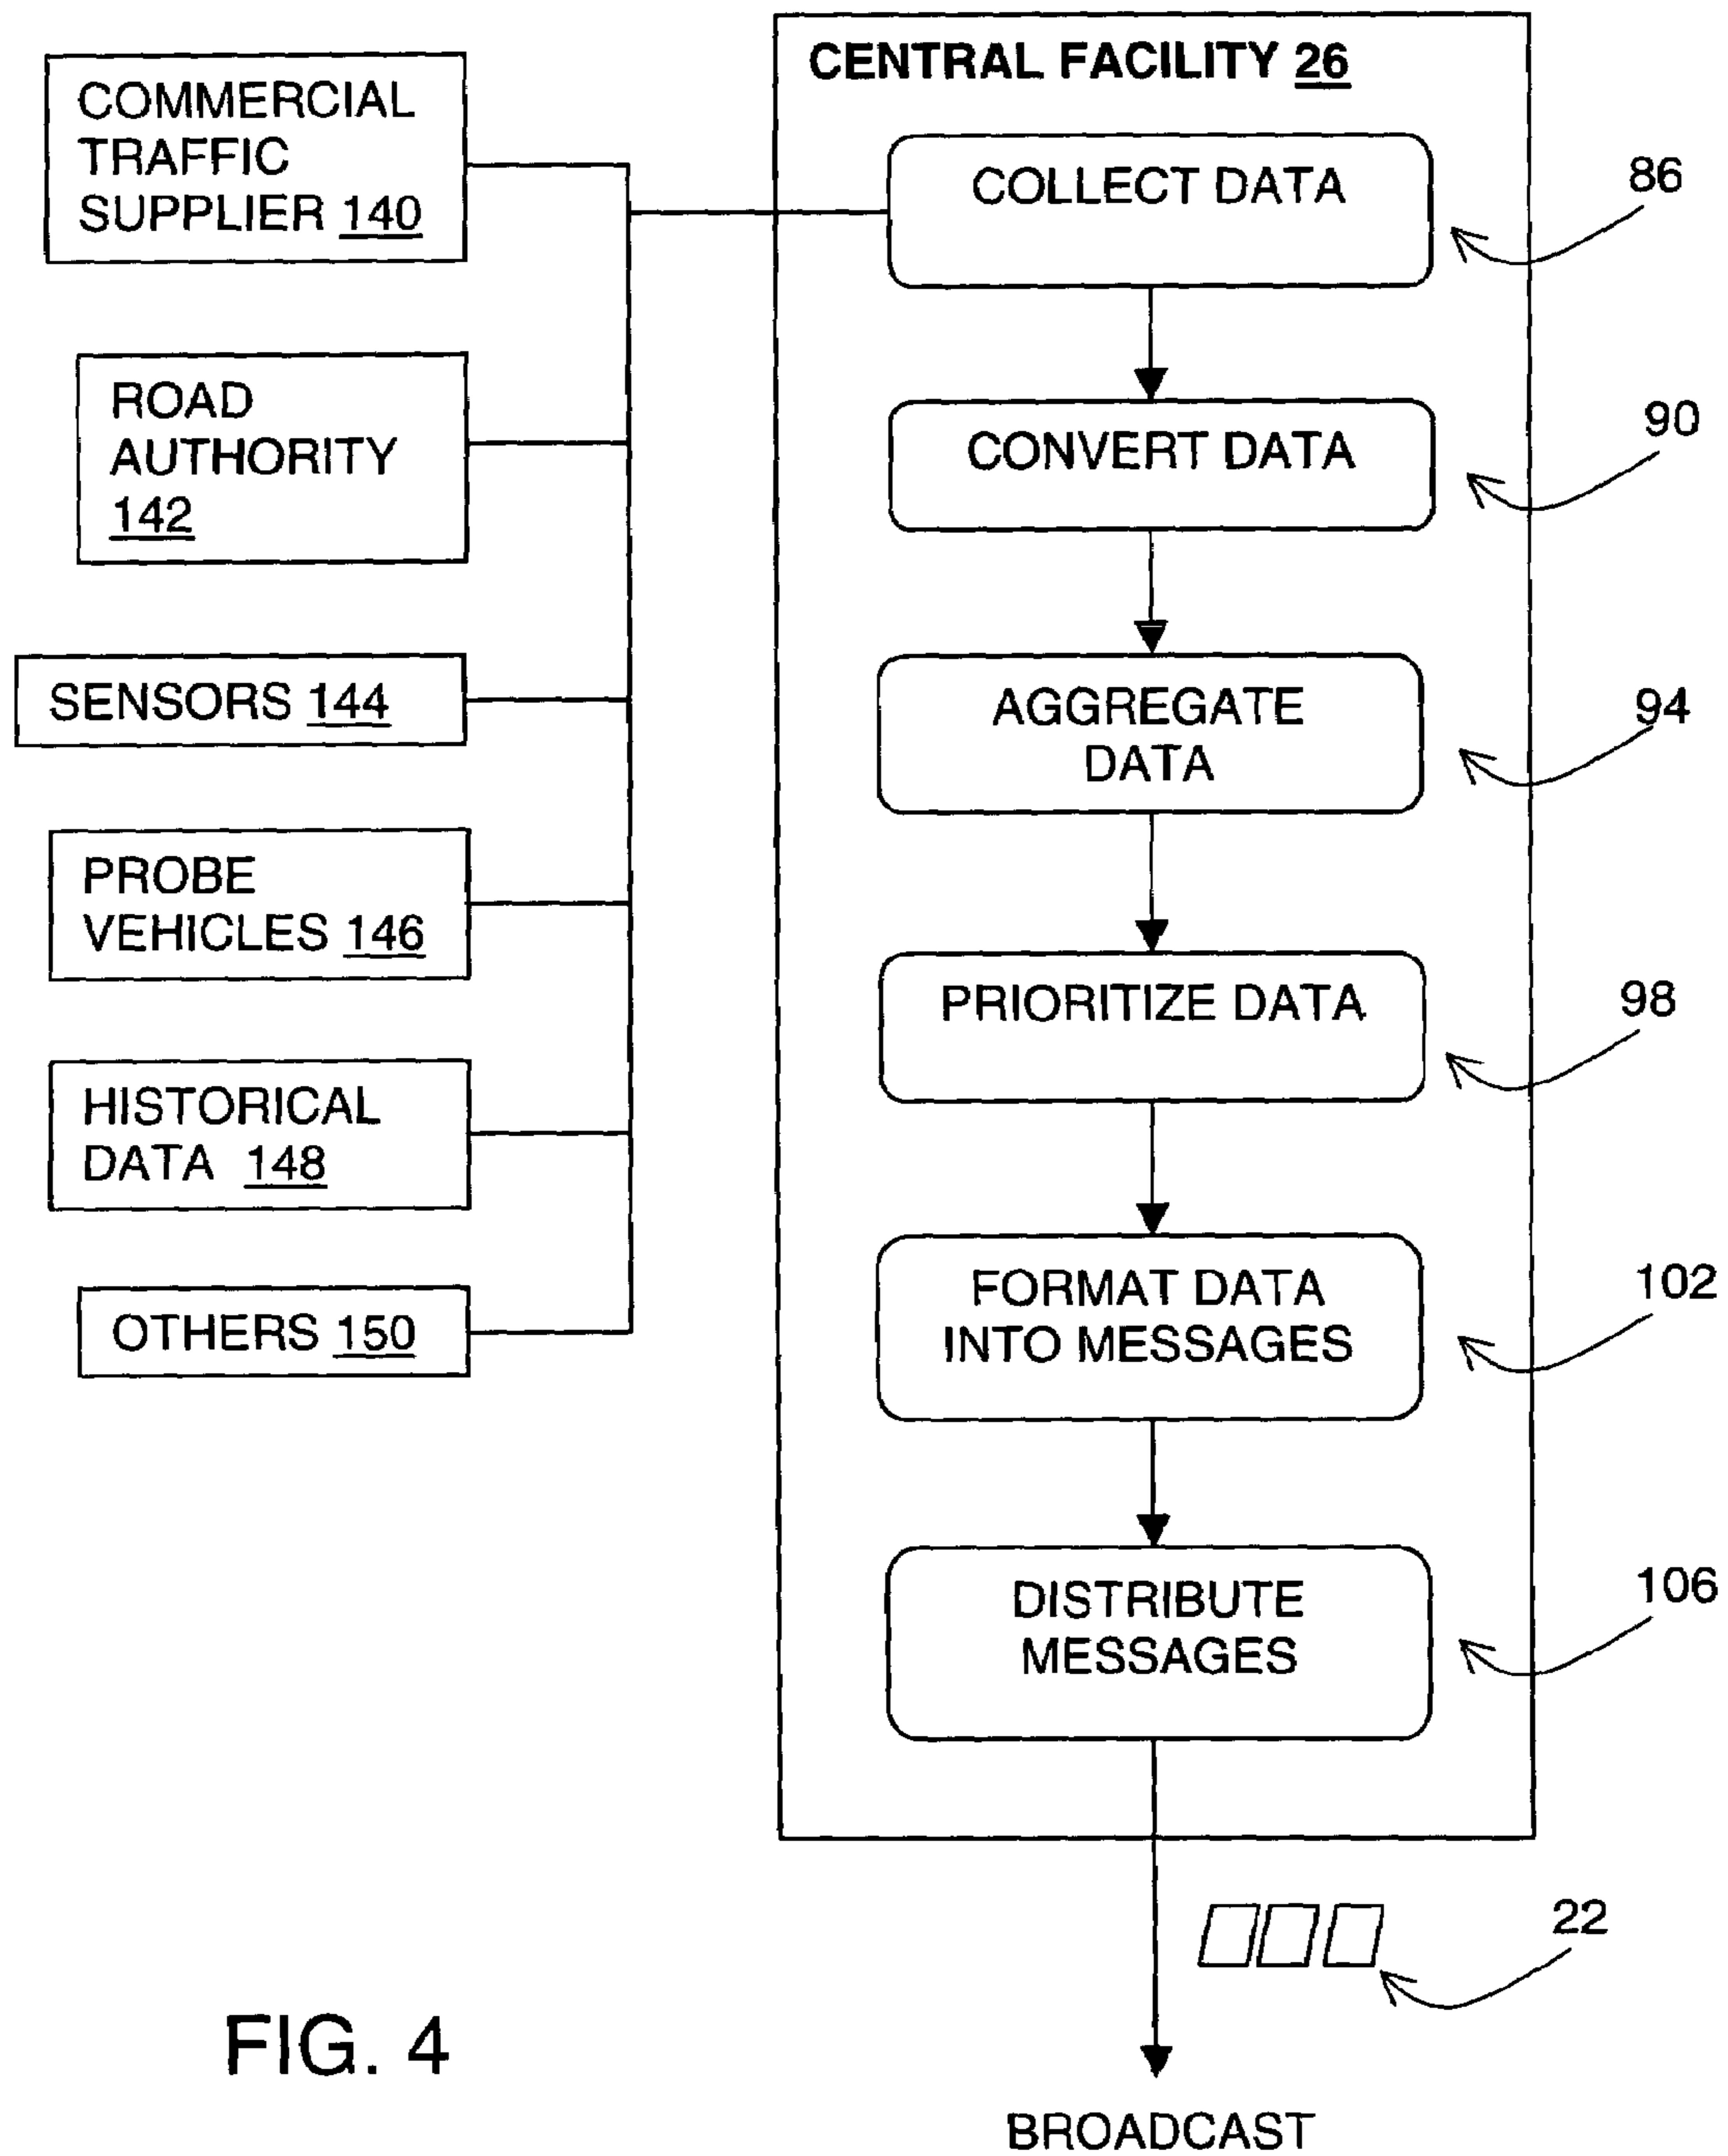 COMMERCIAL
TRAFFIC
SUPPLIER 140
ROAD
AUTHORITY
142
SENSORS 144
PROBE
VEHICLES 146
HISTORICAL
DATA 148
OTHERS 150
CENTRAL FACILITY 26
COLLECT DATA
86
CONVERT DATA
90
AGGREGATE
DATA
94
PRIORITIZE DATA
98
FORMAT DATA
INTO MESSAGES
102
DISTRIBUTE
MESSAGES
106
22
BROADCAST
FIG. 4